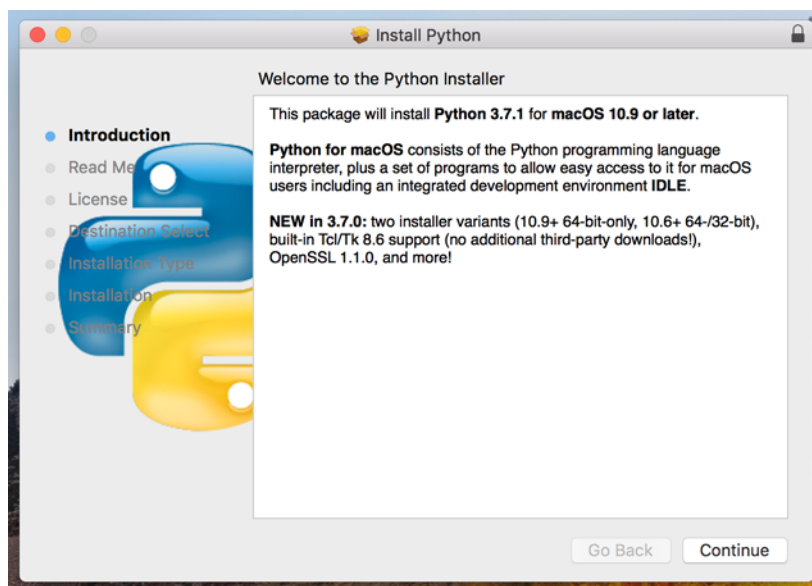 Install Python
Welcome to the Python Installer
Introduction
Read Me
License
Destination Select
Installation Type
Installation
Summary
This package will install Python 3.7.1 for macOS 10.9 or later.
Python for macOS consists of the Python programming language
interpreter, plus a set of programs to allow easy access to it for macOS
users including an integrated development environment IDLE.
NEW in 3.7.0: two installer variants (10.9+ 64-bit-only, 10.6+ 64-/32-bit),
built-in Tcl/Tk 8.6 support (no additional third-party downloads!),
OpenSSL 1.1.0, and more!
Go Back
Continue